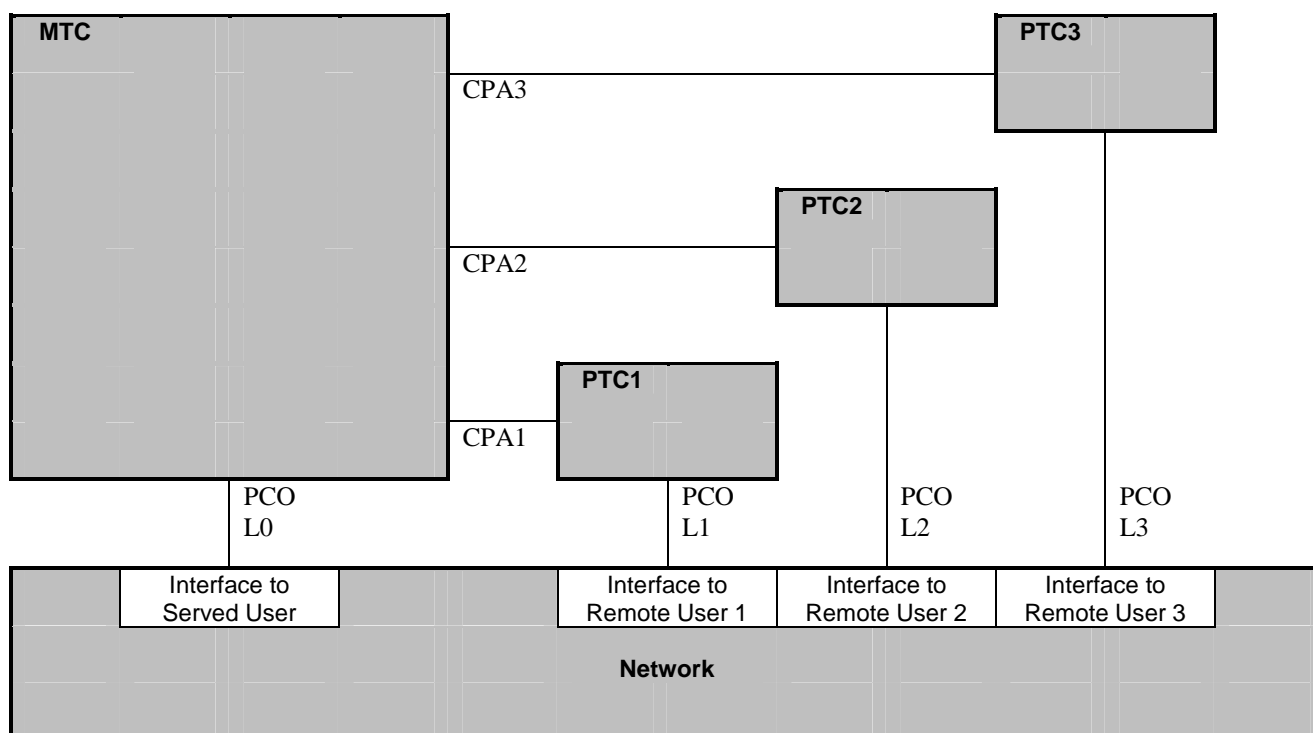 MTC
PTC3
CPA3
PTC2
CPA2
PTC1
CPA1
PCO
L0
PCO
L1
PCO
L2
PCO
L3
Interface to
Served User
Interface to
Remote User 1
Interface to
Remote User 2
Interface to
Remote User 3
Network